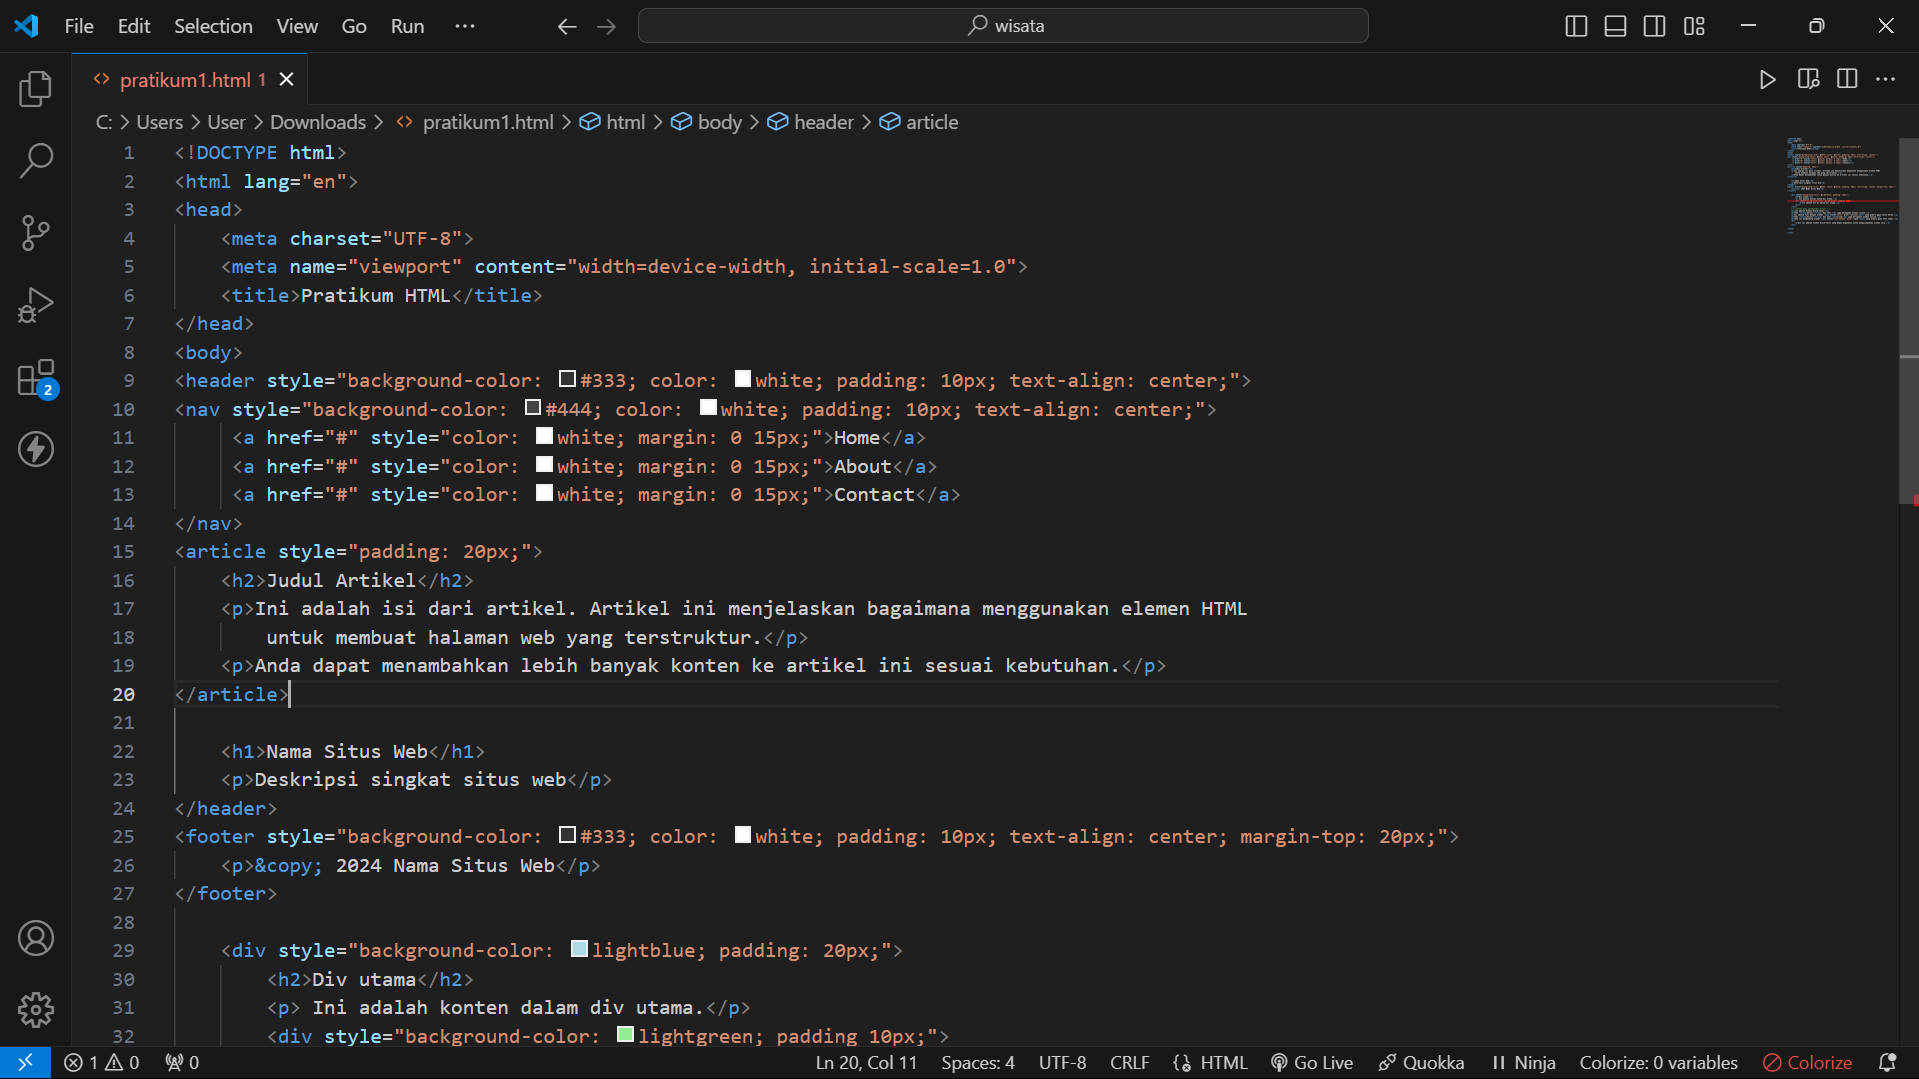 File Edit Selection View Go Run ··· wisata
pratikum1.html 1
C: > Users > User > Downloads > <> pratikum1.html > html > body > header > article
1 <!DOCTYPE html>
2 <html lang="en">
3 <head>
4 <meta charset="UTF-8">
5 <meta name="viewport" content="width=device-width, initial-scale=1.0">
6 <title>Pratikum HTML</title>
7 </head>
8 <body>
9 <header style="background-color: #333; color: white; padding: 10px; text-align: center;">
10 <nav style="background-color: #444; color: white; padding: 10px; text-align: center;">
11 <a href="#" style="color: white; margin: 0 15px;">Home</a>
12 <a href="#" style="color: white; margin: 0 15px;">About</a>
13 <a href="#" style="color: white; margin: 0 15px;">Contact</a>
14 </nav>
15 <article style="padding: 20px;">
16 <h2>Judul Artikel</h2>
17 <p>Ini adalah isi dari artikel. Artikel ini menjelaskan bagaimana menggunakan elemen HTML
18 untuk membuat halaman web yang terstruktur.</p>
19 <p>Anda dapat menambahkan lebih banyak konten ke artikel ini sesuai kebutuhan.</p>
20 </article>
21
22 <h1>Nama Situs Web</h1>
23 <p>Deskripsi singkat situs web</p>
24 </header>
25 <footer style="background-color: #333; color: white; padding: 10px; text-align: center; margin-top: 20px;">
26 <p>&copy; 2024 Nama Situs Web</p>
27 </footer>
28
29 <div style="background-color: lightblue; padding: 20px;">
30 <h2>Div utama</h2>
31 <p> Ini adalah konten dalam div utama.</p>
32 <div style="background-color: lightgreen; padding 10px;">
2
1 0 0 Ln 20, Col 11 Spaces: 4 UTF-8 CRLF {} HTML Go Live Quokka Ninja Colorize: 0 variables Colorize